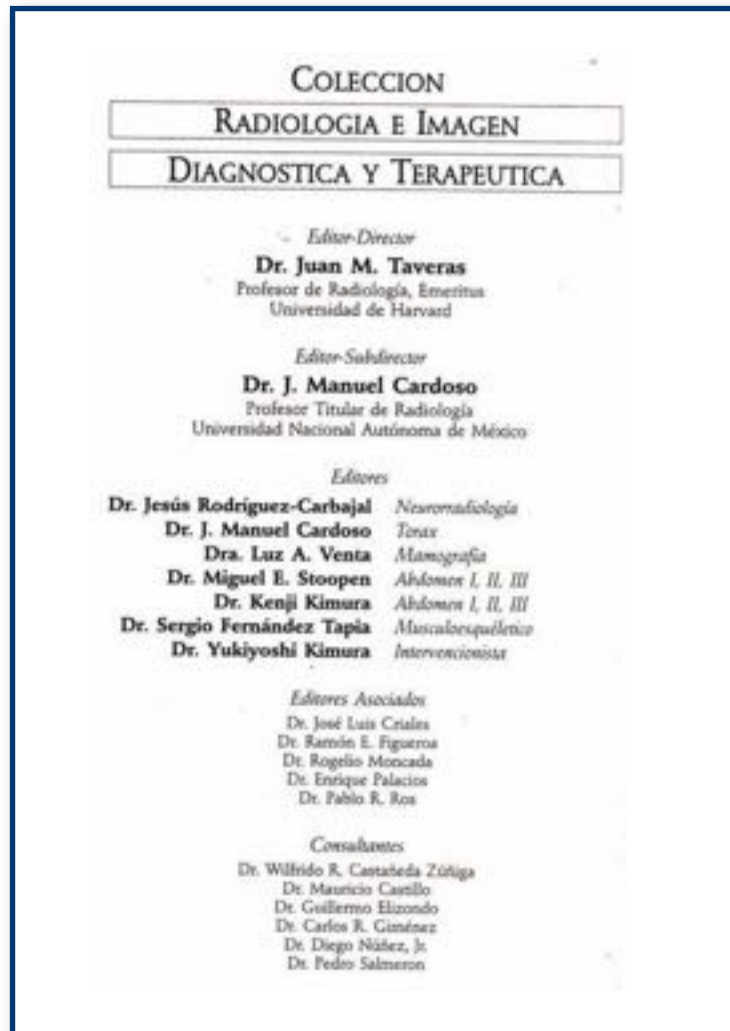 COLECCION
RADIOLOGIA E IMAGEN
DIAGNOSTICA Y TERAPEUTICA
Editor-Director
Dr. Juan M. Taveras
Profesor de Radiología, Emeritus
Universidad de Harvard
Editor-Subdirector
Dr. J. Manuel Cardoso
Profesor Titular de Radiología
Universidad Nacional Autónoma de México
Editores
Dr. Jesús Rodríguez-Carbajal Neurorradiología
Dr. J. Manuel Cardoso Torax
Dra. Luz A. Venta Mamografía
Dr. Miguel E. Stoopen Abdomen I, II, III
Dr. Kenji Kimura Abdomen I, II, III
Dr. Sergio Fernández Tapia Musculoesquéletico
Dr. Yukiyoshi Kimura Intervencionista
Editores Asociados
Dr. José Luis Criales
Dr. Ramón E. Figueroa
Dr. Rogelio Moncada
Dr. Enrique Palacios
Dr. Pablo R. Ros
Consultantes
Dr. Wilfrido R. Castañeda Zúñiga
Dr. Mauricio Castillo
Dr. Guillermo Elizondo
Dr. Carlos R. Giménez
Dr. Diego Núñez, Jr.
Dr. Pedro Salmeron